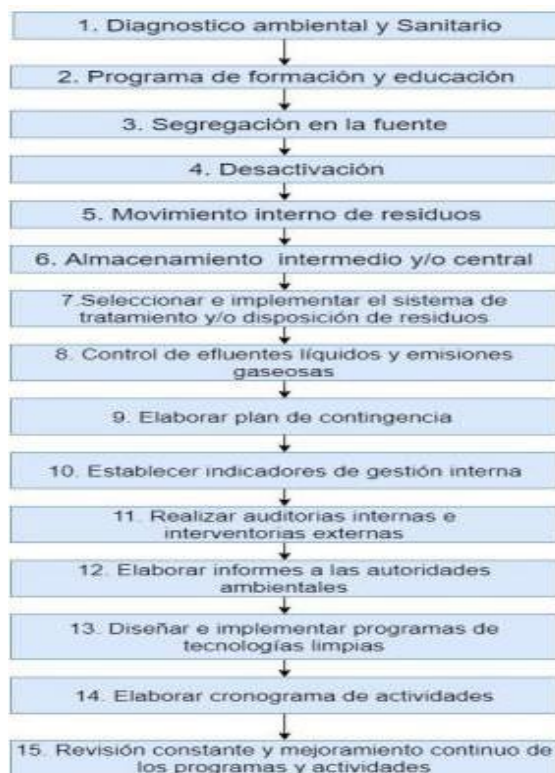 1. Diagnostico ambiental y Sanitario
2. Programa de formación y educación
3. Segregación en la fuente
4. Desactivación
5. Movimiento interno de residuos
6. Almacenamiento intermedio y/o central
7.Seleccionar e implementar el sistema de
tratamiento y/o disposición de residuos
8. Control de efluentes líquidos y emisiones
gaseosas
9. Elaborar plan de contingencia
10. Establecer indicadores de gestión interna
11. Realizar auditorias internas e
interventorias externas
12. Elaborar informes a las autoridades
ambientales
13. Diseñar e implementar programas de
tecnologías limpias
14. Elaborar cronograma de actividades
15. Revisión constante y mejoramiento continuo de
los programas y actividades